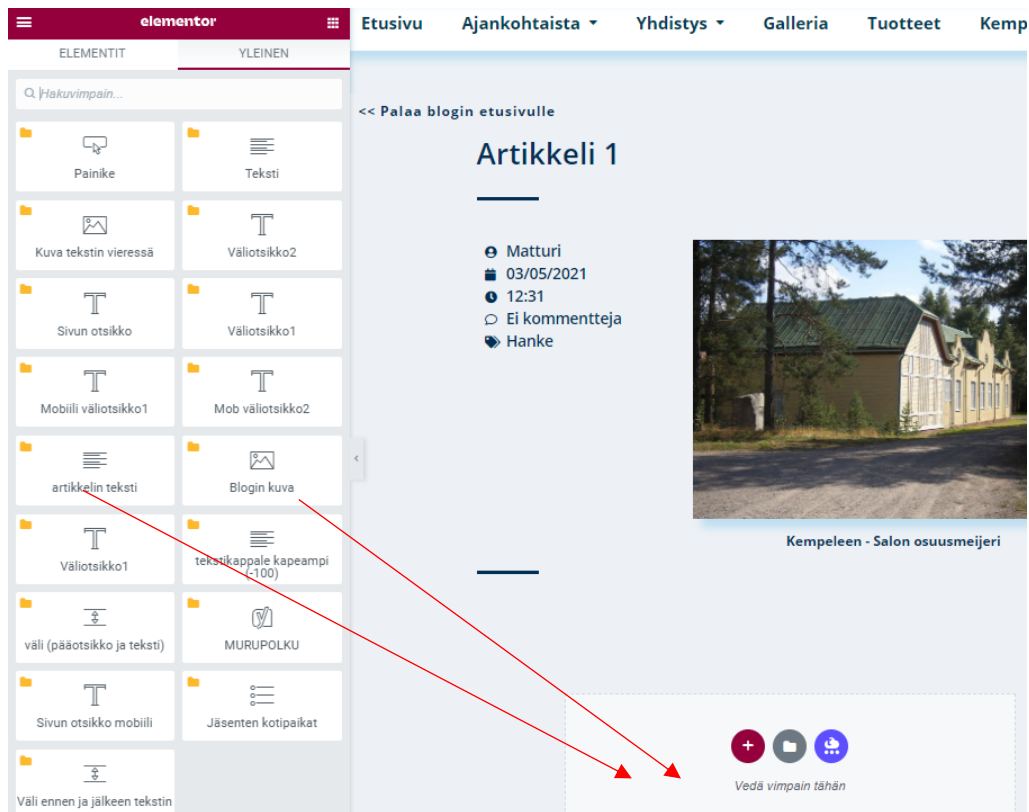 elementor
ELEMENTIT
YLEINEN
Hakuvimpain...
Painike
Teksti
Kuva tekstin vieressä
Väliotsikko2
Sivun otsikko
Väliotsikko1
Mobiili väliotsikko1
Mob väliotsikko2
artikkelin teksti
Blogin kuva
Väliotsikko1
tekstikappale kapeampi
(-100)
väli (pääotsikko ja teksti)
MURUPOLKU
Sivun otsikko mobiili
Jäsenten kotipaikat
Väli ennen ja jälkeen tekstin
Etusivu Ajankohtaista Yhdistys Galleria Tuotteet Kemp
<< Palaa blogin etusivulle
Artikkeli 1
Matturi
03/05/2021
12:31
Ei kommentteja
Hanke
Kempeleen - Salon osuusmeijeri
Vedä vimpain tähän